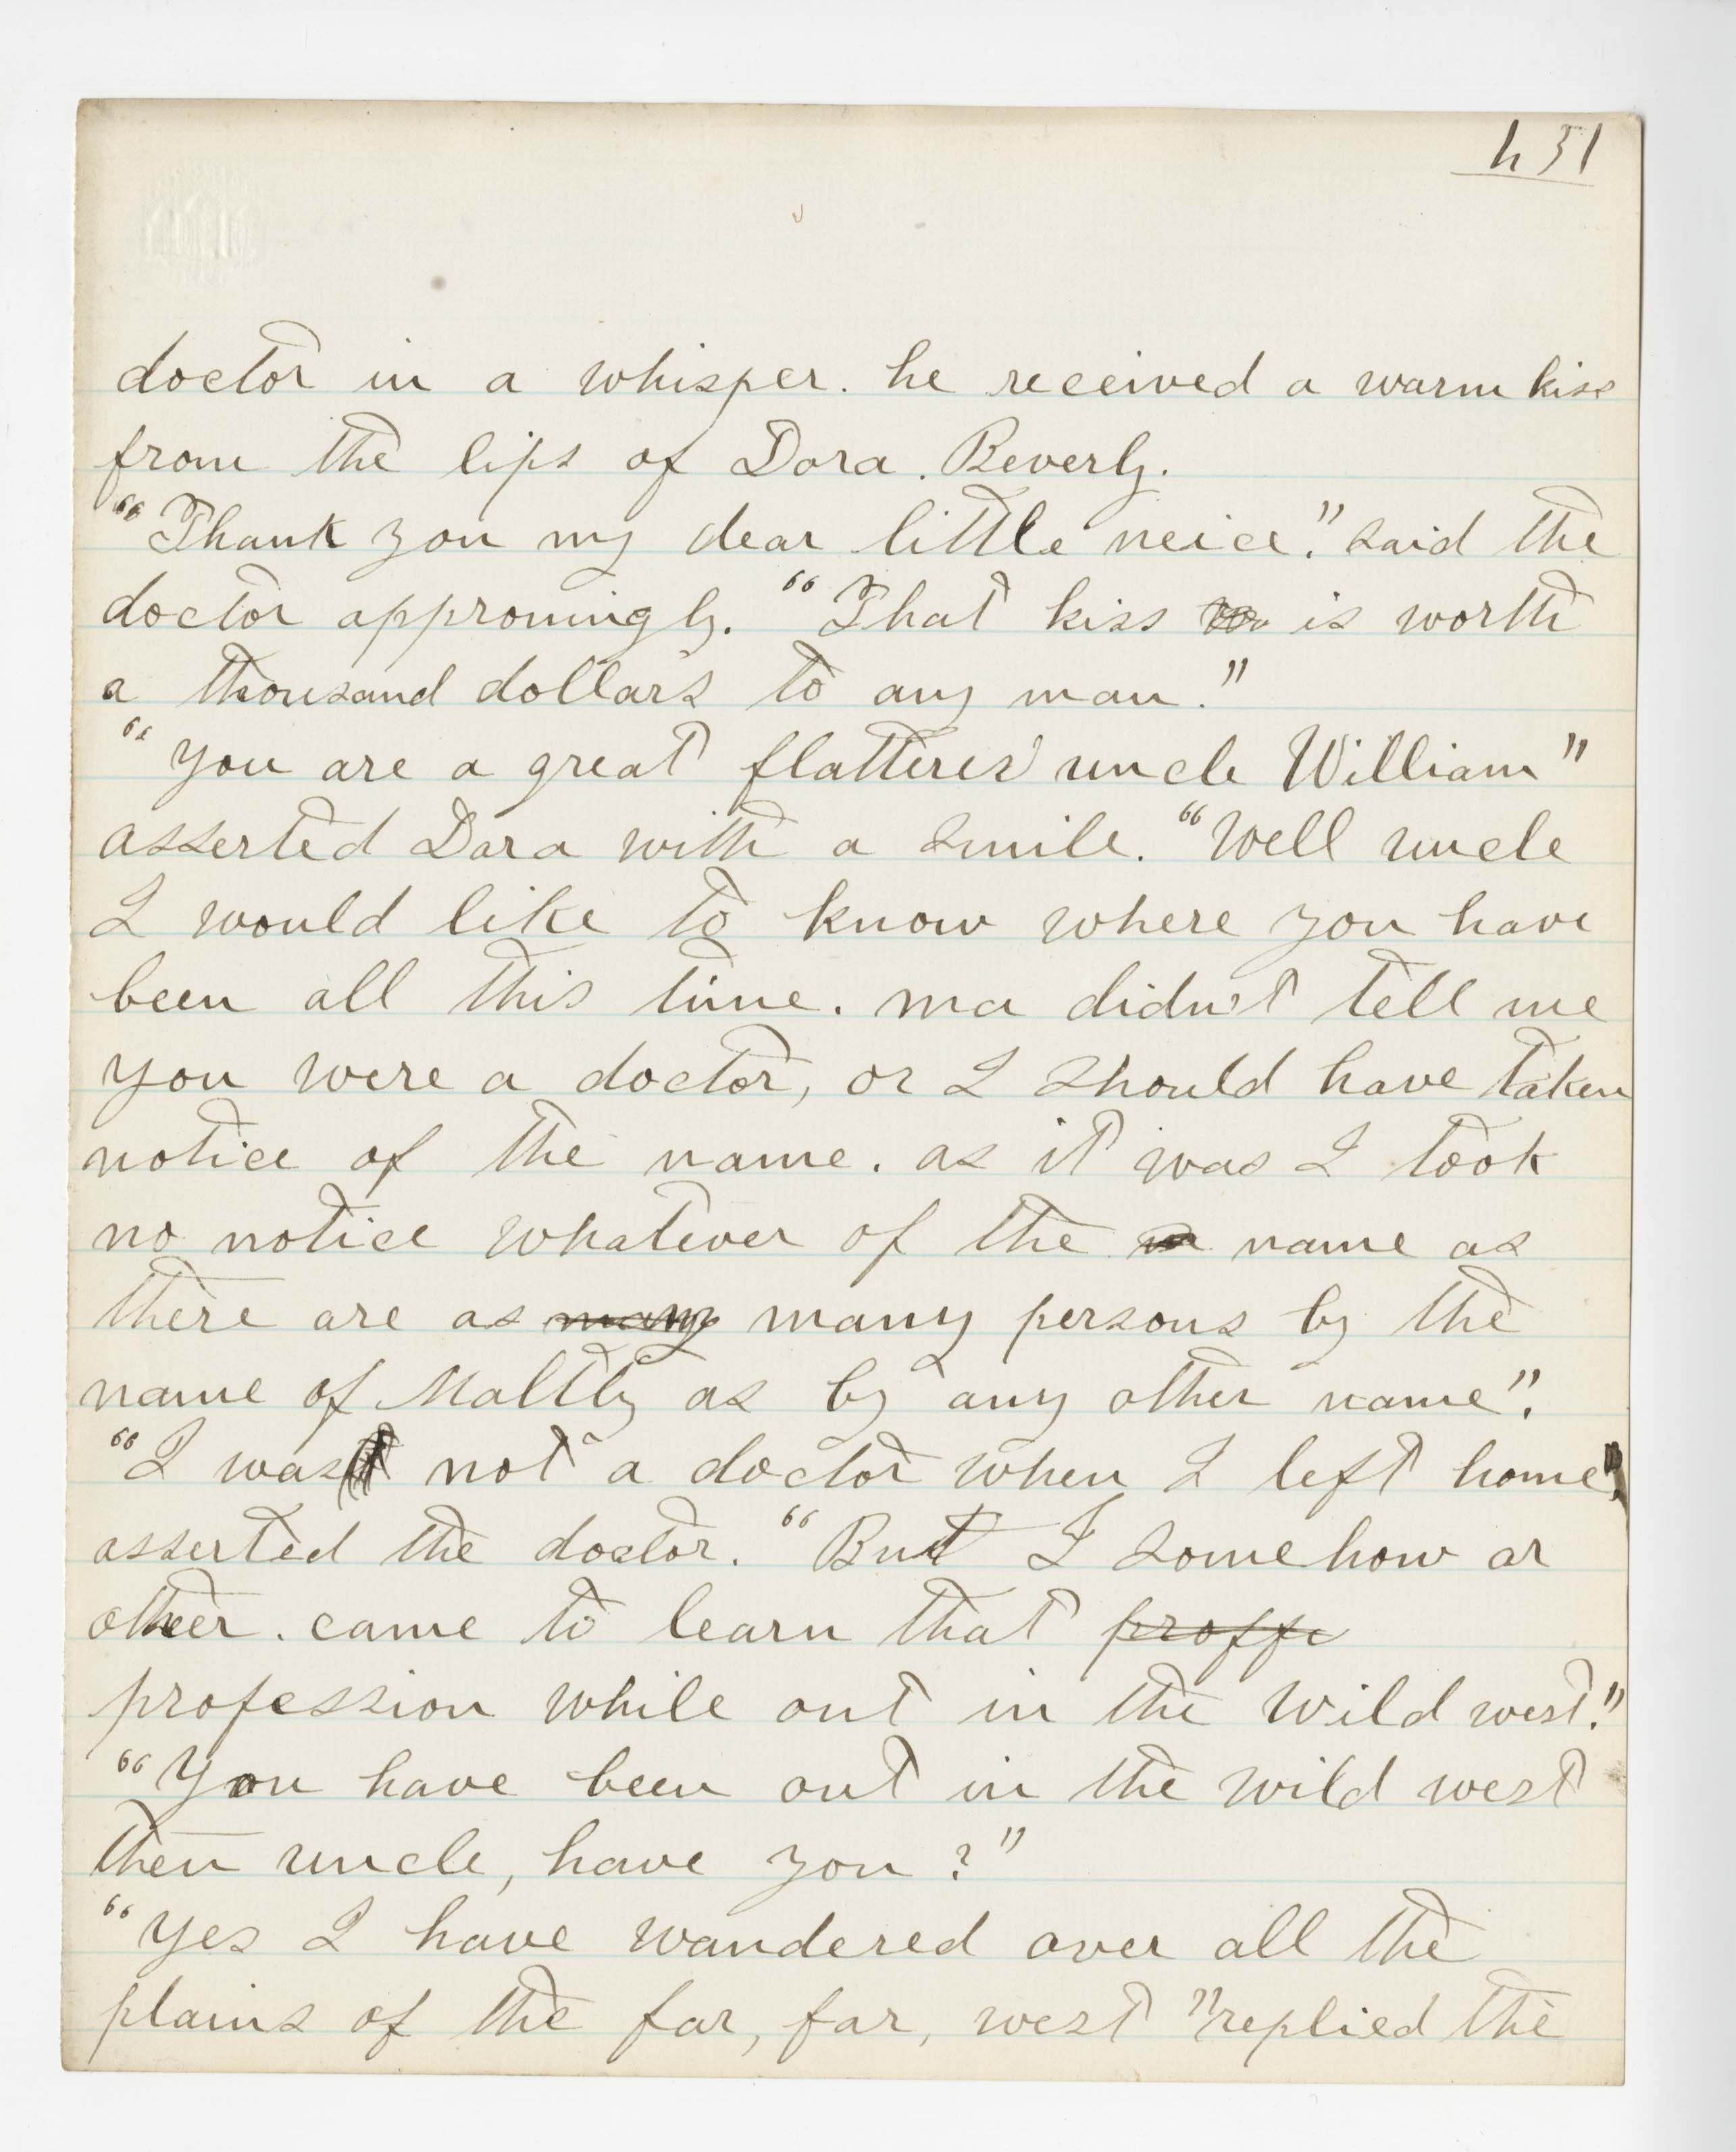 431
doctor in a whisper. he received a warm kiss
from the lips of Dora. Beverly.
"Thank you my dear little neice." said the
doctor approvingly. "That kiss is worth
a thousand dollars to any man."
"You are a great flatterer uncle William"
asserted Dora with a smile. "Well uncle
I would like to know where you have
been all this time. ma didn't tell me
you were a doctor, or I should have taken
notice of the name. as it was I took
no notice whatever of the name as
there are as many many persons by the
name of Maltby as by any other name".
"I was not a doctor when I left home",
asserted the doctor. "But I somehow or
other. came to learn that proffe
profession while out in the wild west."
"You have been out in the wild west
then uncle, have you?"
"Yes I have wandered over all the
plains of the far, far, west "replied the